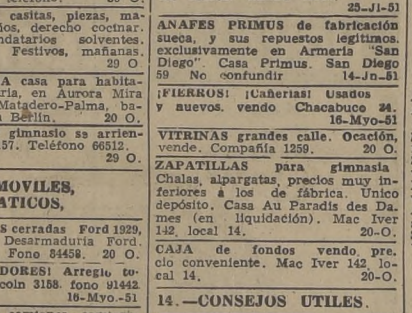 casitas, piezas, ma-
ños, derecho cocinar.
ndatarios solventes.
Festivos, mañanas.
29 O.
A casa para habita-
ria, en Aurora Mira
Matadero-Palma, ba-
Berlin. 20 O.
gimnasio se arrien-
57. Teléfono 66512.
29 O.
MOVILES,
ATICOS,
S cerradas Ford 1929,
Desarmaduría Ford.
Fono 84458. 20 O.
DORES! Arreglo to-
coln 3158. fono 91442.
16-Myo.-51
25-Jl-51
ANAFES PRIMUS de fabricación
sueca, y sus repuestos legítimos.
exclusivamente en Armería "San
Diego". Casa Primus. San Diego
59 No confundir 14-Jn-51
¡FIERROS! ¡Cañerías! Usados
y nuevos. vendo Chacabuco 24.
16-Myo-51
VITRINAS grandes calle. Ocación,
vende. Compañía 1259. 20 O.
ZAPATILLAS para gimnasia
Chalas, alpargatas, precios muy in-
feriores a los de fábrica. Unico
depósito. Casa Au Paradis des Da-
mes (en liquidación). Mac Iver
142, local 14. 20-O.
CAJA de fondos vendo. pre-
cio conveniente. Mac Iver 142, lo-
cal 14. 20-O.
14.—CONSEJOS UTILES.